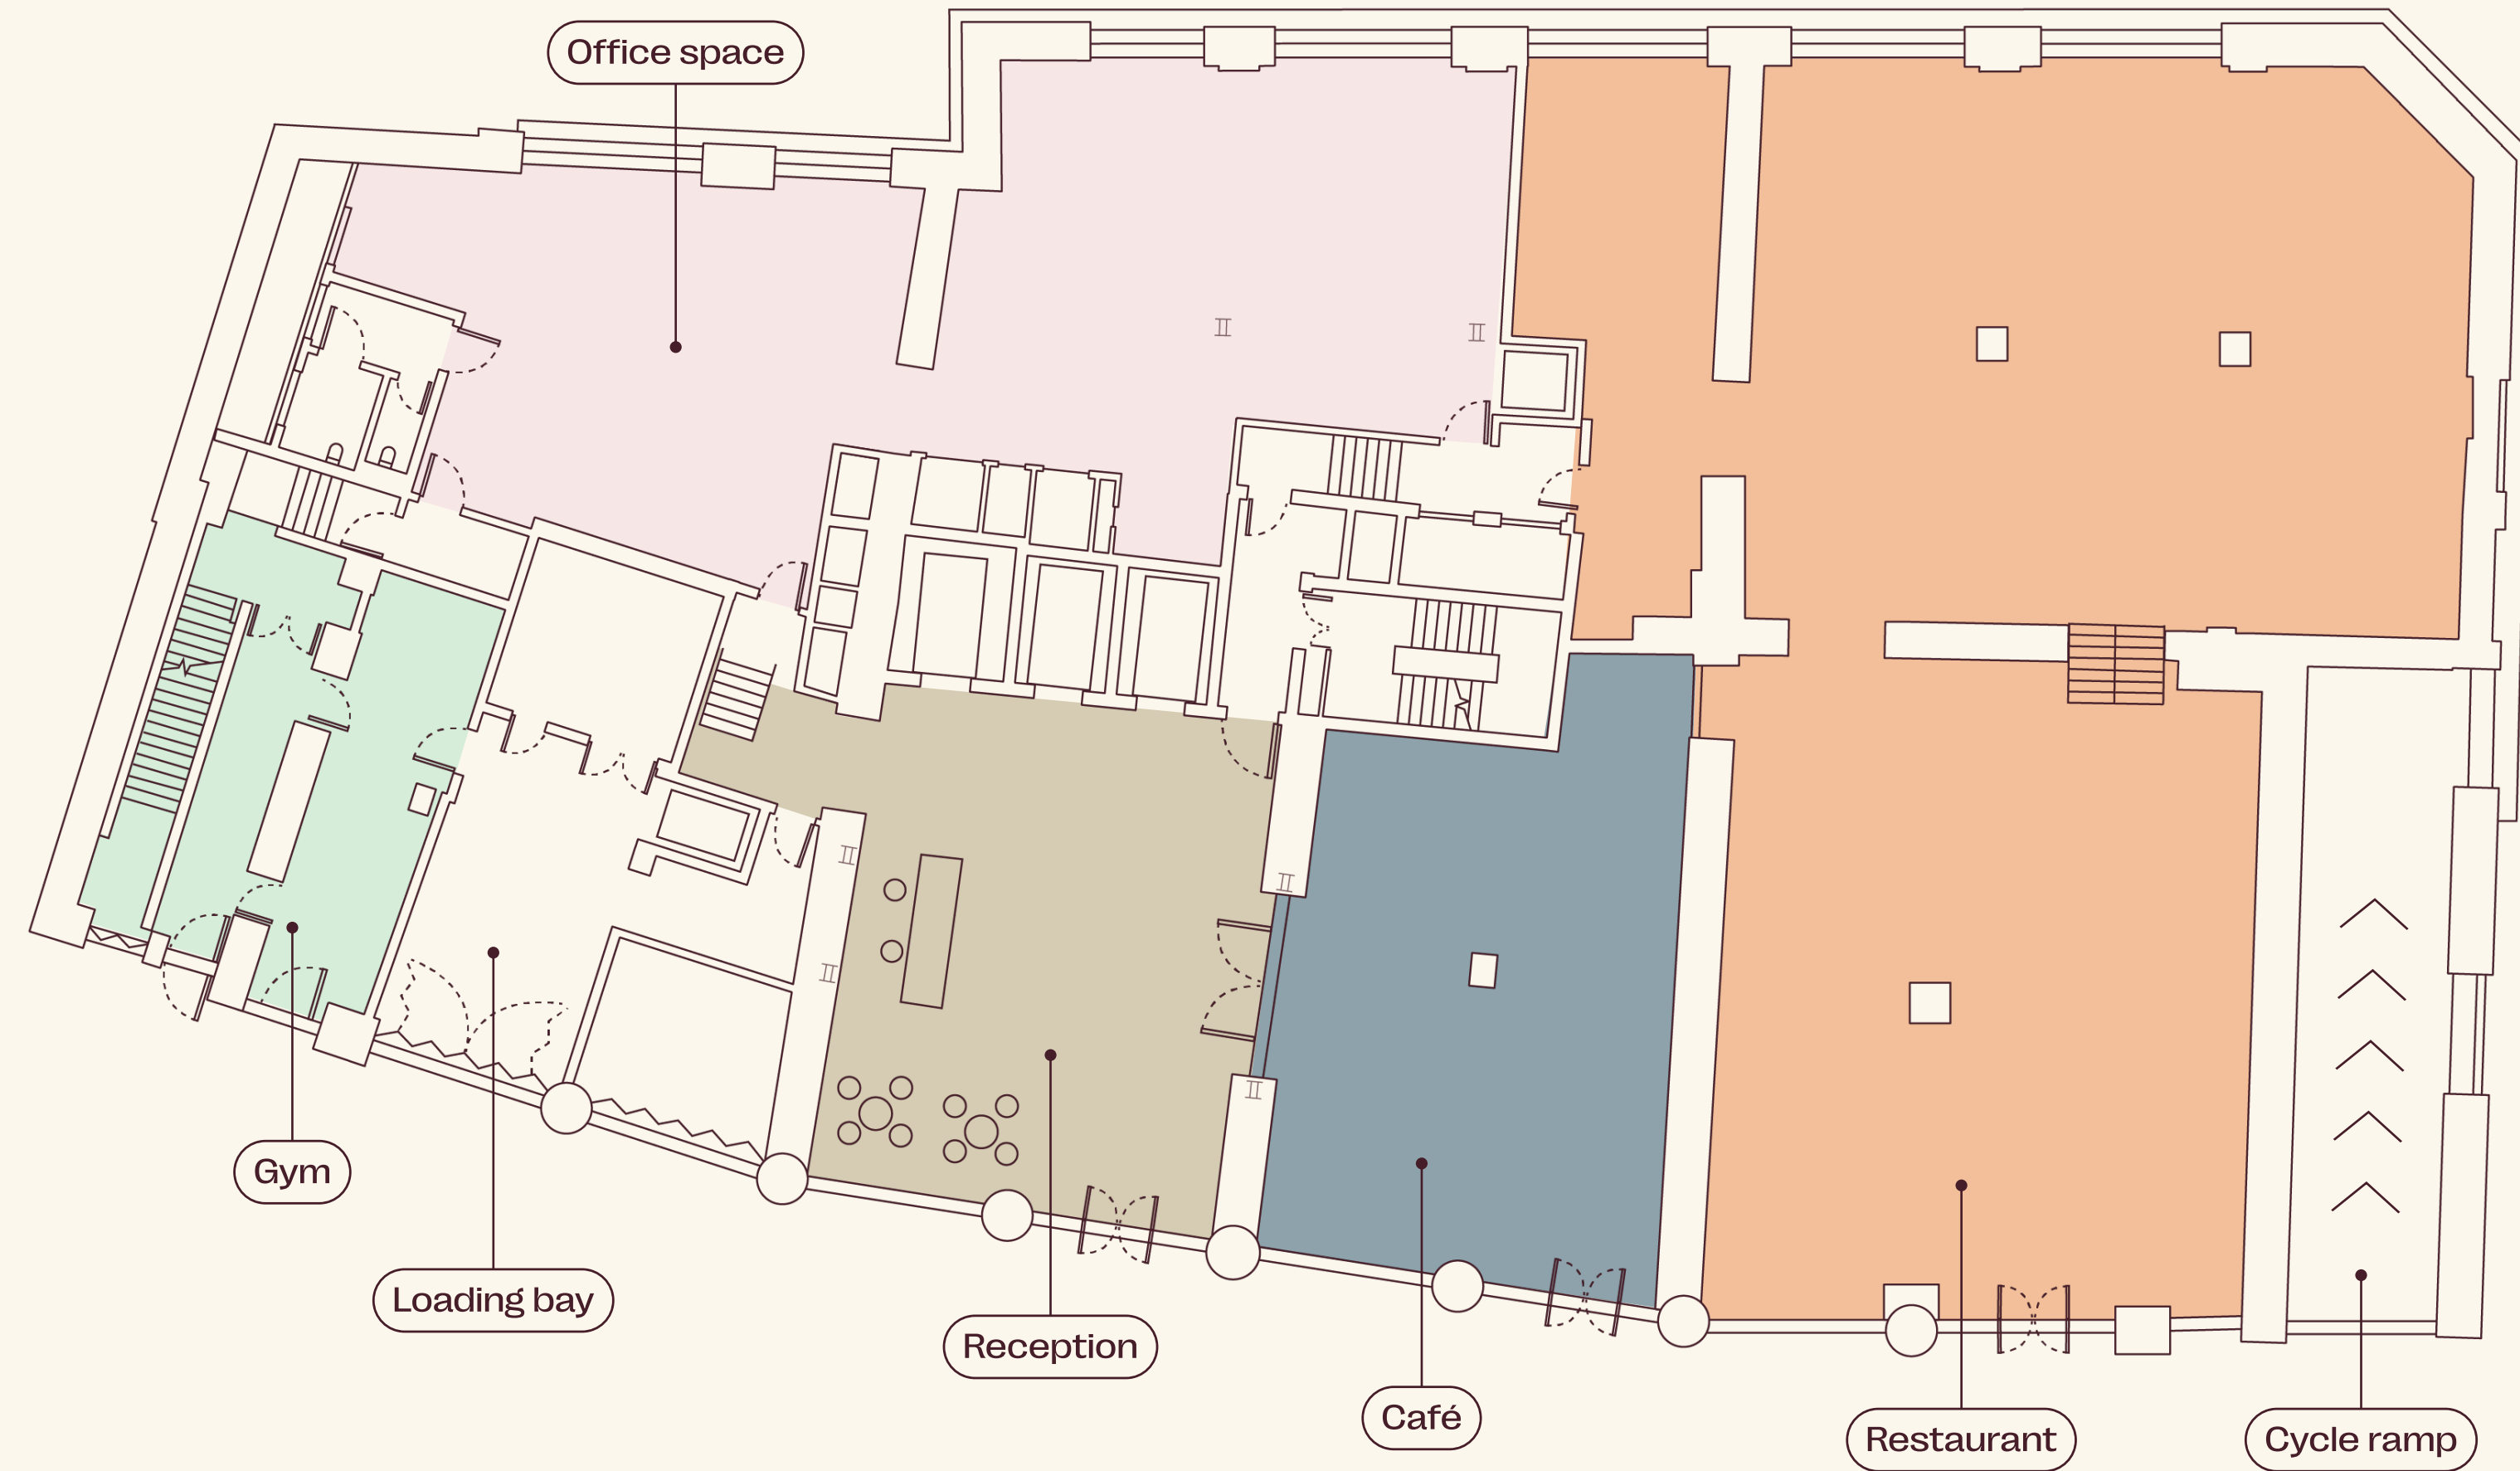 Office space
Gym
Loading bay
Reception
Café
Restaurant
Cycle ramp